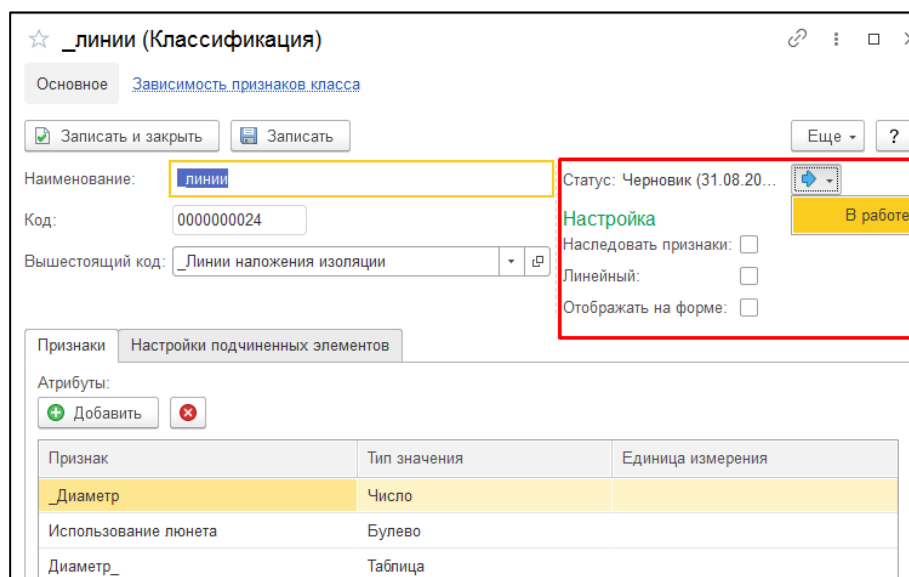 _линии (Классификация)
Основное Зависимость признаков класса
Записать и закрыть Записать Еще ?
Наименование: _линии Статус: Черновик (31.08.20...
В работе
Код: 0000000024 Настройка
Наследовать признаки:
Вышестоящий код: _Линии наложения изоляции
Линейный:
Отображать на форме:
Признаки Настройки подчиненных элементов
Атрибуты:
Добавить
Признак Тип значения Единица измерения
_Диаметр Число
Использование люнета Булево
Диаметр_ Таблица